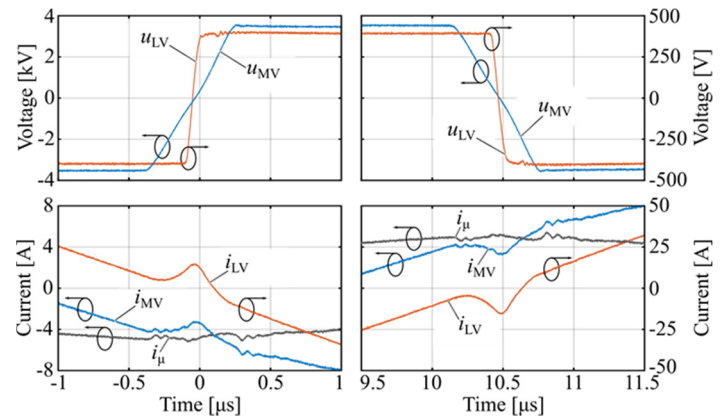 4
2
0
-2
-4
Voltage [kV]
uLV
uMV
500
250
0
-250
-500
Voltage [V]
uLV
uMV
8
4
0
-4
-8
Current [A]
iLV
iMV
iμ
-1
-0.5
0
0.5
1
Time [μs]
50
25
0
-25
-50
Current [A]
iμ
iMV
iLV
9.5
10
10.5
11
11.5
Time [μs]